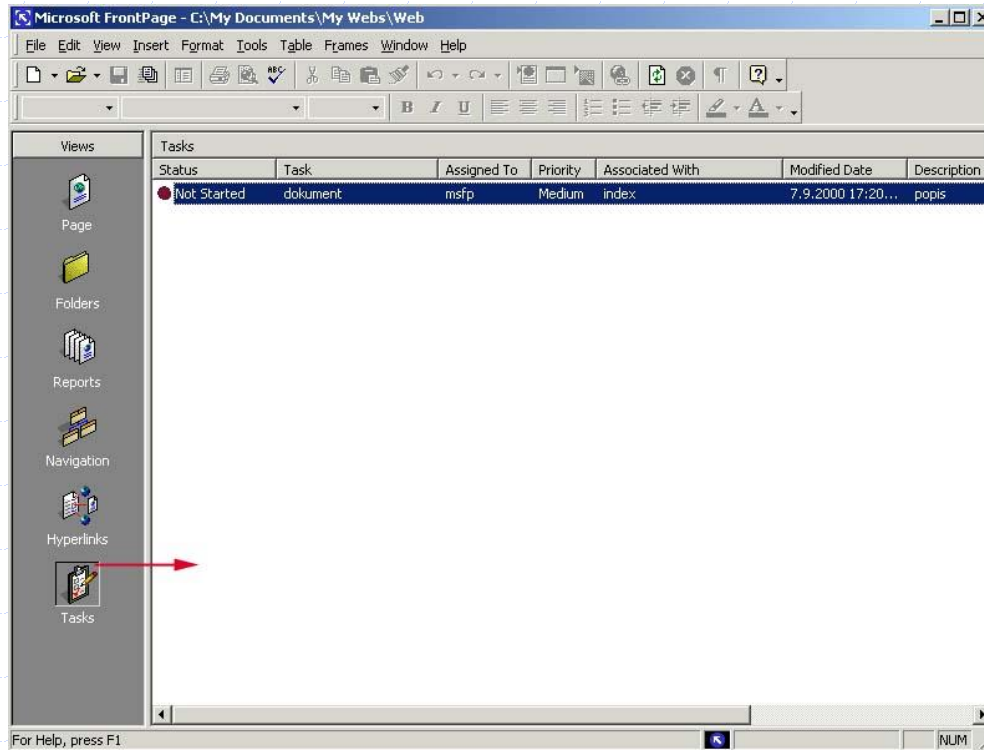 Microsoft FrontPage - C:\My Documents\My Webs\Web
File Edit View Insert Format Tools Table Frames Window Help
ABC
B I U A
Views
Tasks
Status Task Assigned To Priority Associated With Modified Date Description
Not Started dokument msfp Medium index 7.9.2000 17:20... popis
Page
Folders
Reports
Navigation
Hyperlinks
Tasks
For Help, press F1
NUM